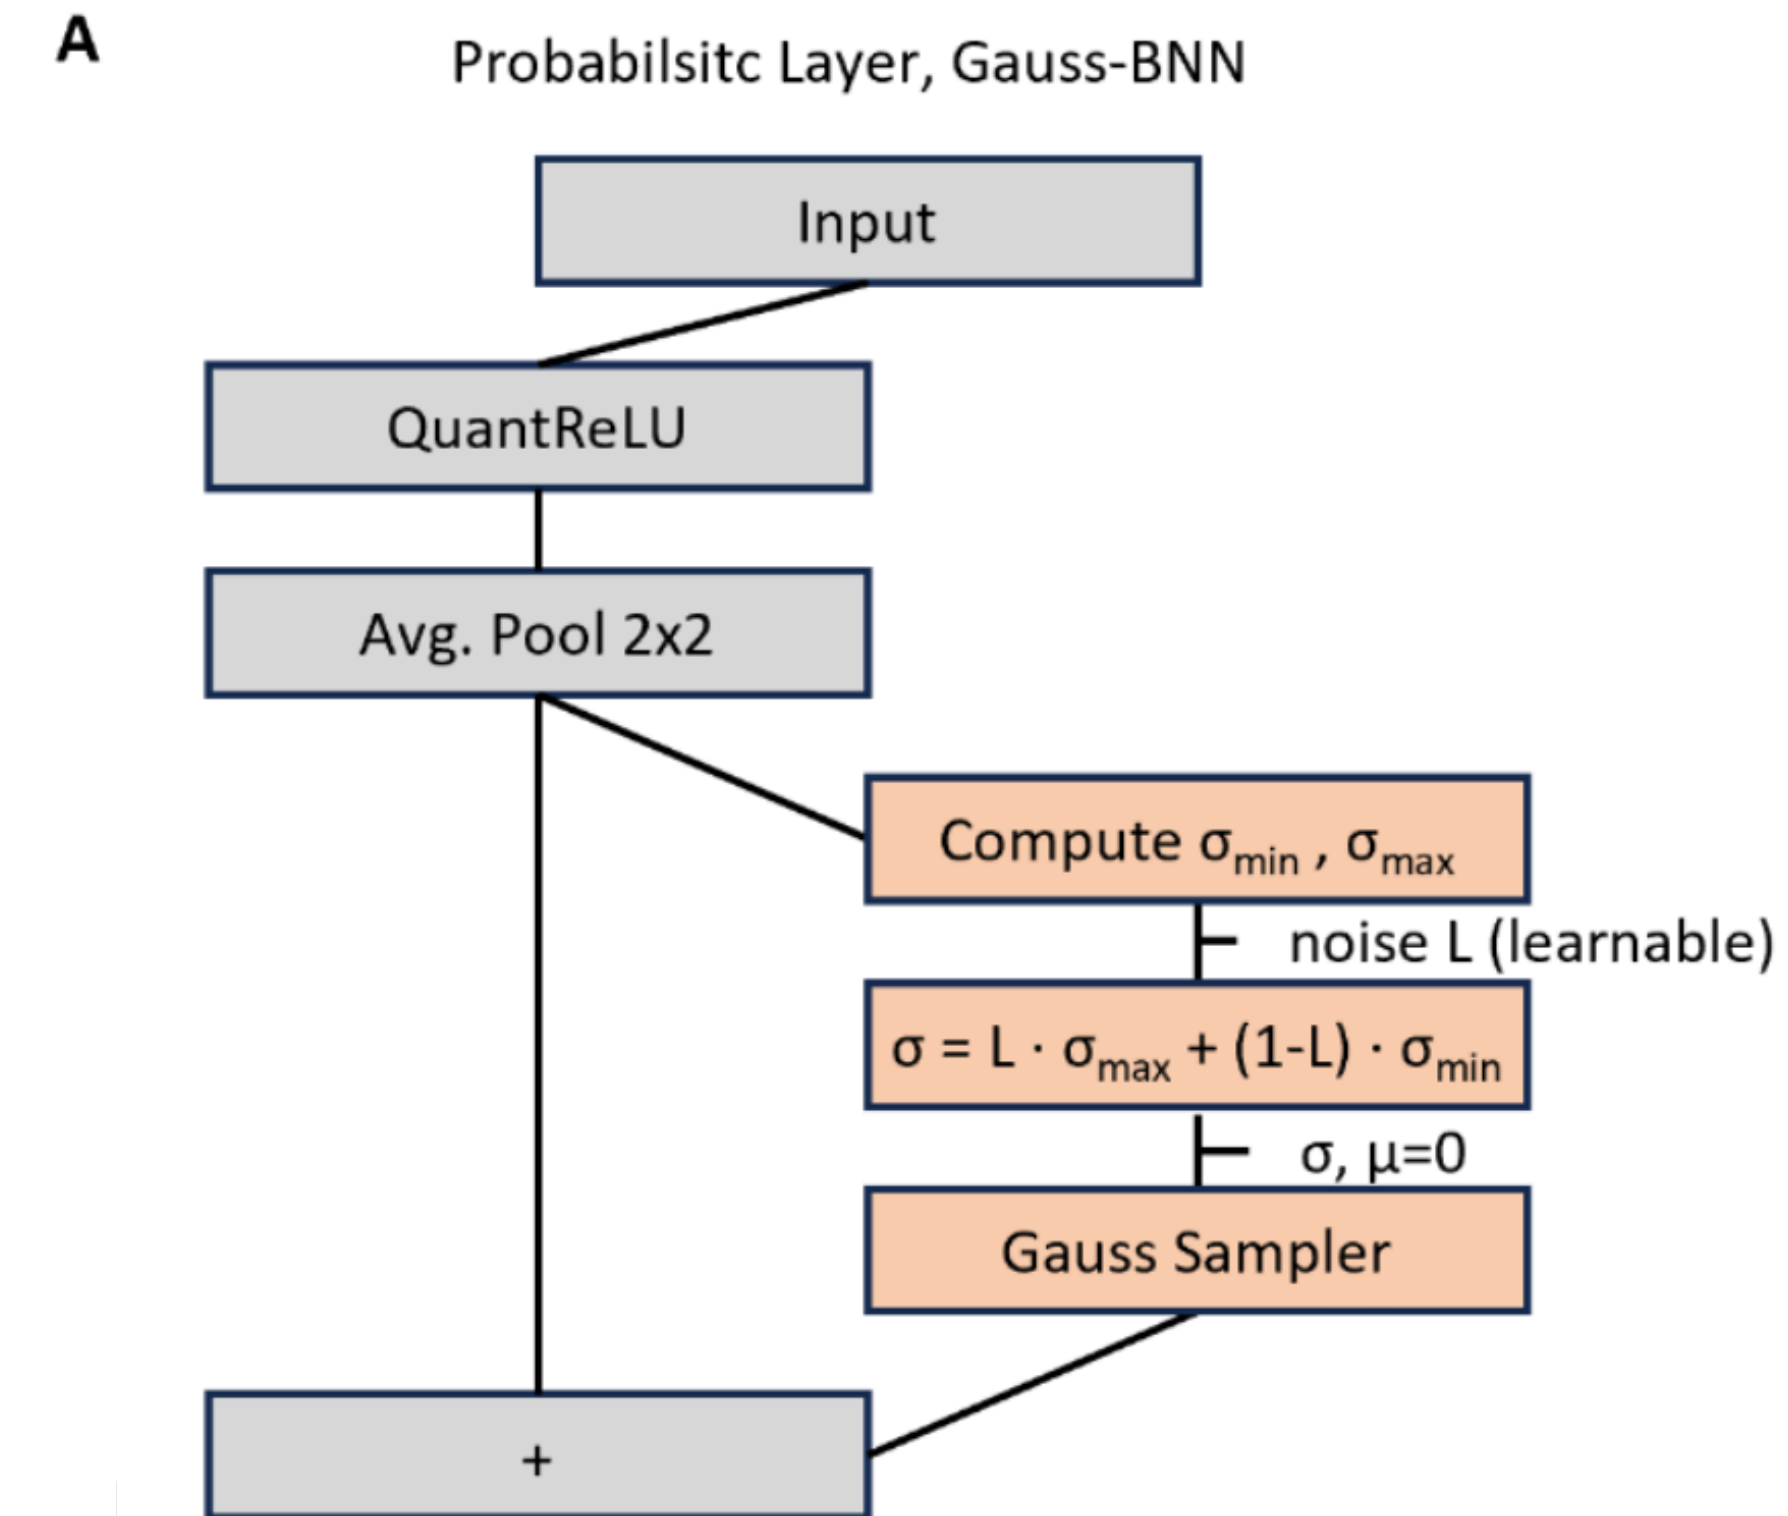 A
Probabilsitc Layer, Gauss-BNN
Input
QuantReLU
Avg. Pool 2x2
Compute σmin , σmax
noise L (learnable)
σ = L · σmax + (1-L) · σmin
σ, µ=0
Gauss Sampler
+